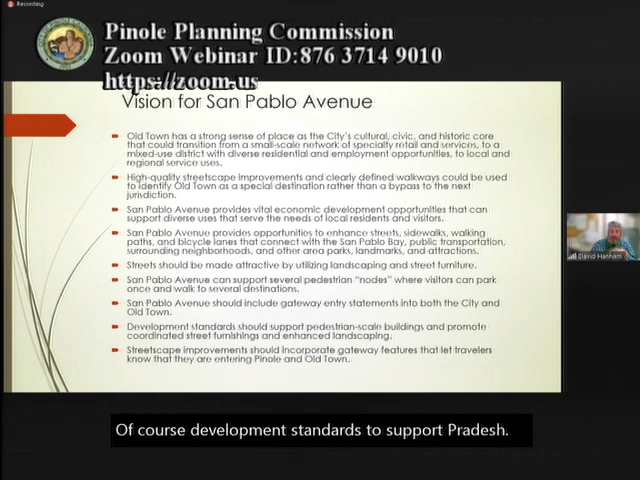 Recording
Pinole Planning Commission
Zoom Webinar ID:876 3714 9010
https://zoom.us
Vision for San Pablo Avenue
Old Town has a strong sense of place as the City's cultural, civic, and historic core
that could transition from a small-scale network of specialty retail and services, to a
mixed-use district with diverse residential and employment opportunities, to local and
regional service uses.
High-quality streetscape improvements and clearly defined walkways could be used
to identify Old Town as a special destination rather than a bypass to the next
jurisdiction.
San Pablo Avenue provides vital economic development opportunities that can
support diverse uses that serve the needs of local residents and visitors.
San Pablo Avenue provides opportunities to enhance streets, sidewalks, walking
paths, and bicycle lanes that connect with the San Pablo Bay, public transportation,
surrounding neighborhoods, and other area parks, landmarks, and attractions.
Streets should be made attractive by utilizing landscaping and street furniture.
San Pablo Avenue can support several pedestrian "nodes" where visitors can park
once and walk to several destinations.
San Pablo Avenue should include gateway entry statements into both the City and
Old Town.
Development standards should support pedestrian-scale buildings and promote
coordinated street furnishings and enhanced landscaping.
Streetscape improvements should incorporate gateway features that let travelers
know that they are entering Pinole and Old Town.
David Hanham
Of course development standards to support Pradesh.